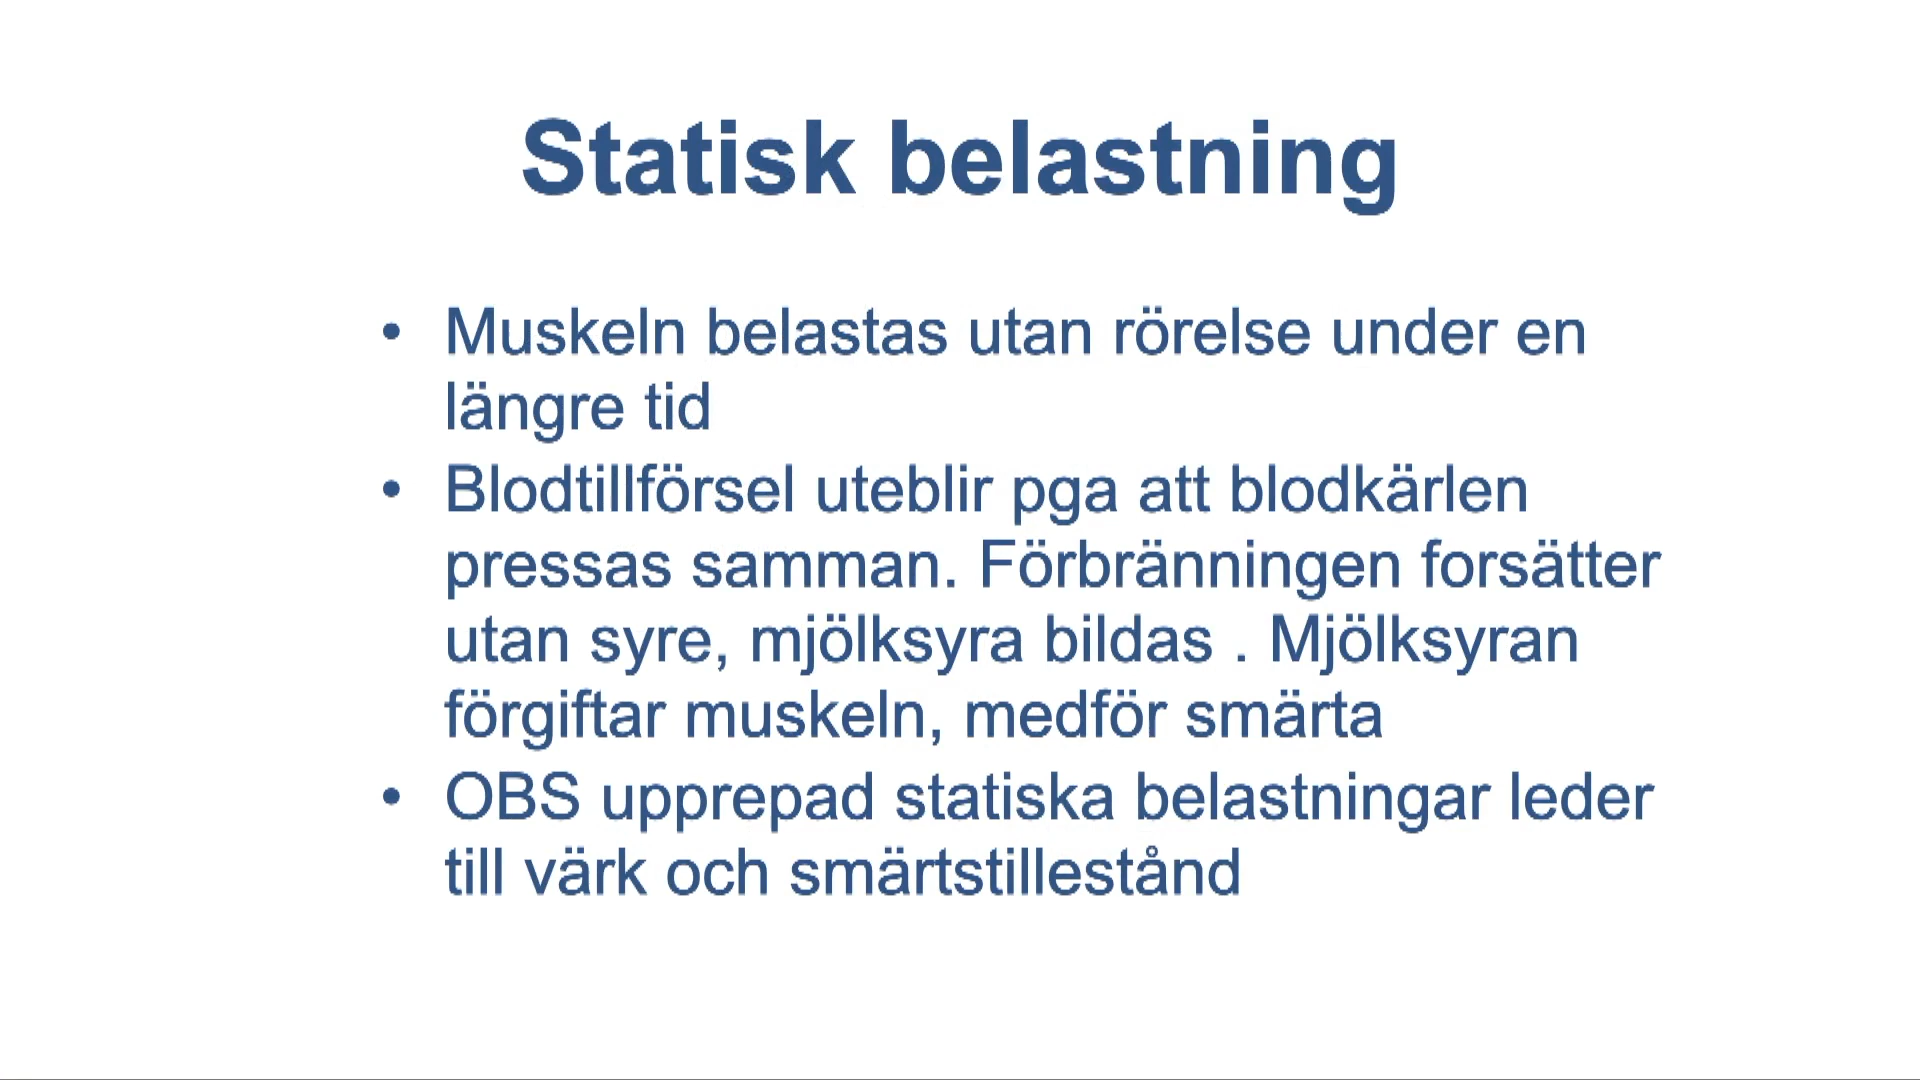 Statisk belastning
• Muskeln belastas utan rörelse under en
längre tid
• Blodtillförsel uteblir pga att blodkärlen
pressas samman. Förbränningen forsätter
utan syre, mjölksyra bildas . Mjölksyran
förgiftar muskeln, medför smärta
• OBS upprepad statiska belastningar leder
till värk och smärtstillestånd